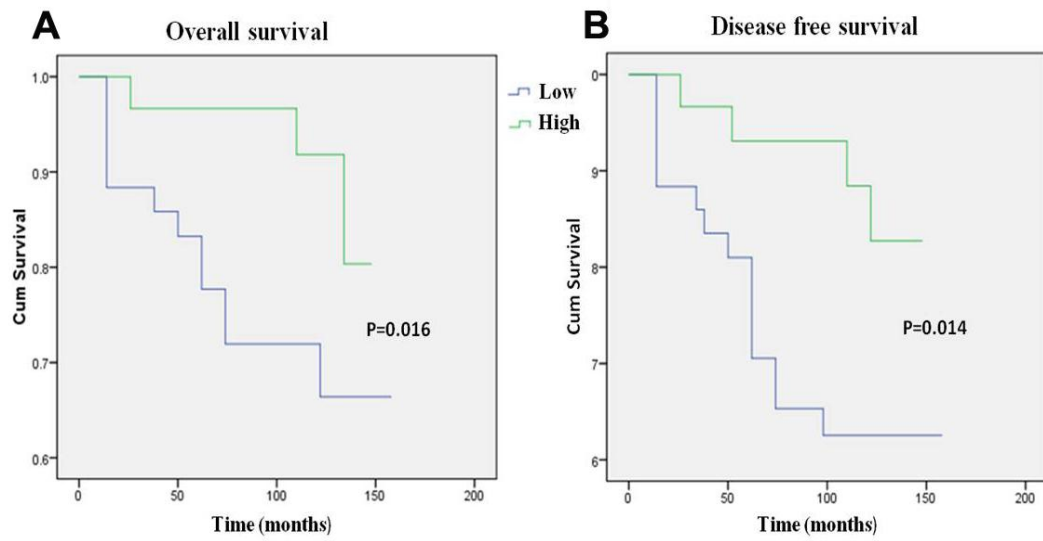 A
Overall survival
1.0
0.9
0.8
0.7
0.6
Cum Survival
P=0.016
0
50
100
150
200
Time (months)
Low
High
B
Disease free survival
0
9
8
7
6
Cum Survival
P=0.014
0
50
100
150
200
Time (months)